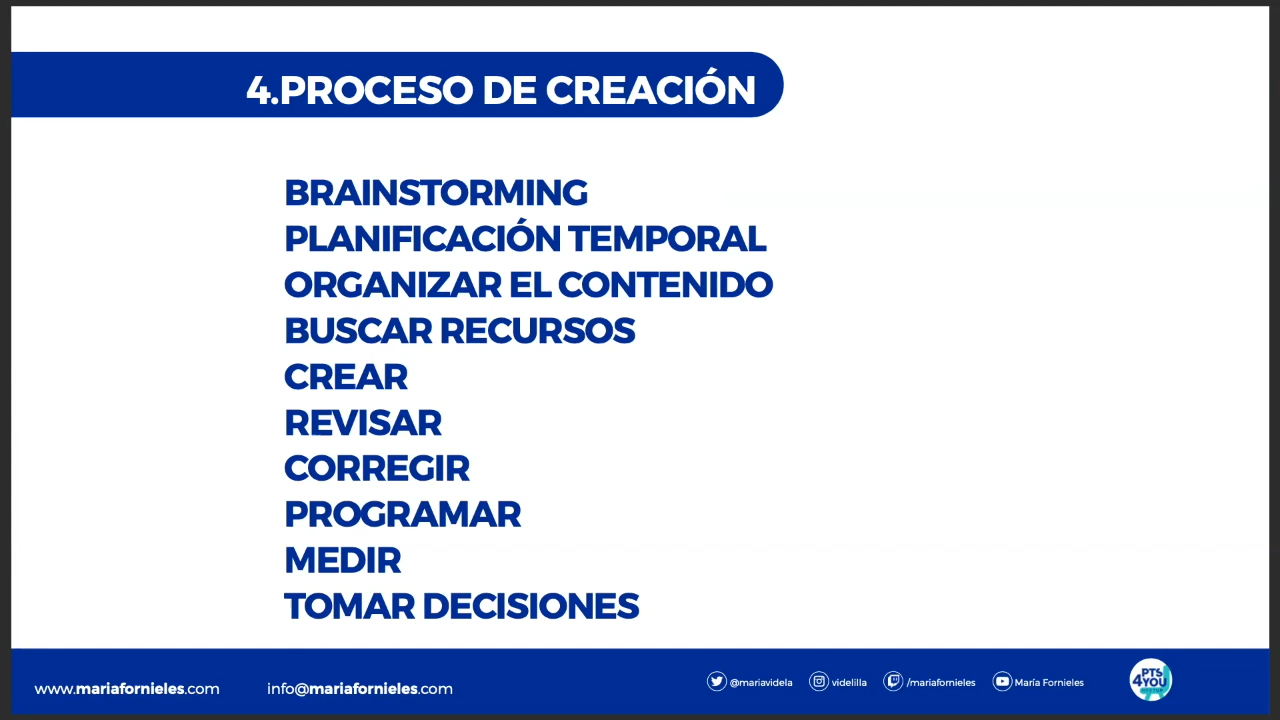 4.PROCESO DE CREACIÓN
BRAINSTORMING
PLANIFICACIÓN TEMPORAL
ORGANIZAR EL CONTENIDO
BUSCAR RECURSOS
CREAR
REVISAR
CORREGIR
PROGRAMAR
MEDIR
TOMAR DECISIONES
www.mariafornieles.com info@mariafornieles.com @mariavidela videlilla /mariafornieles María Fornieles
PTS
4YOU